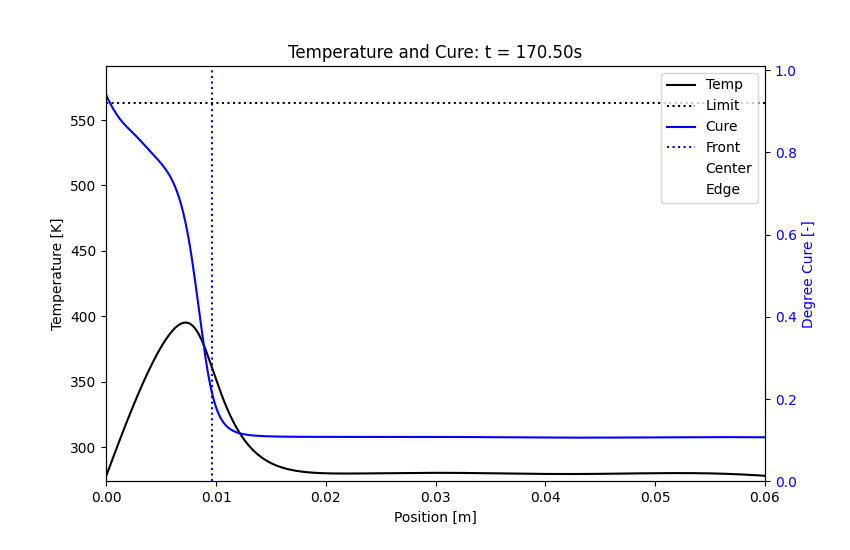 Temperature and Cure: t = 170.50s
Temp
Limit
Cure
Front
Center
Edge
550
500
450
400
350
300
Temperature [K]
1.0
0.8
0.6
0.4
0.2
0.0
Degree Cure [-]
0.00
0.01
0.02
0.03
0.04
0.05
0.06
Position [m]